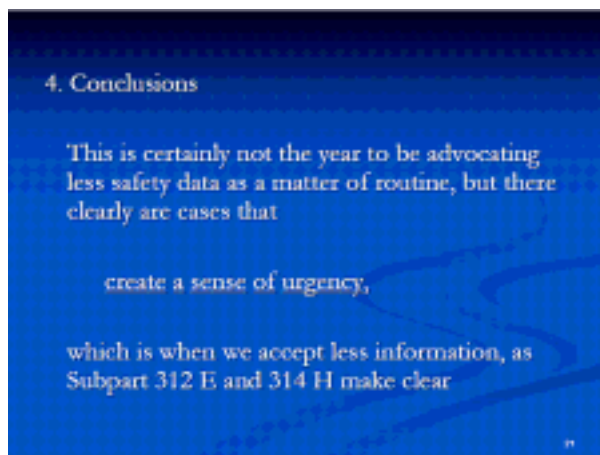 4. Conclusions
This is certainly not the year to be advocating
less safety data as a matter of routine, but there
clearly are cases that
create a sense of urgency,
which is when we accept less information, as
Subpart 312 E and 314 H make clear